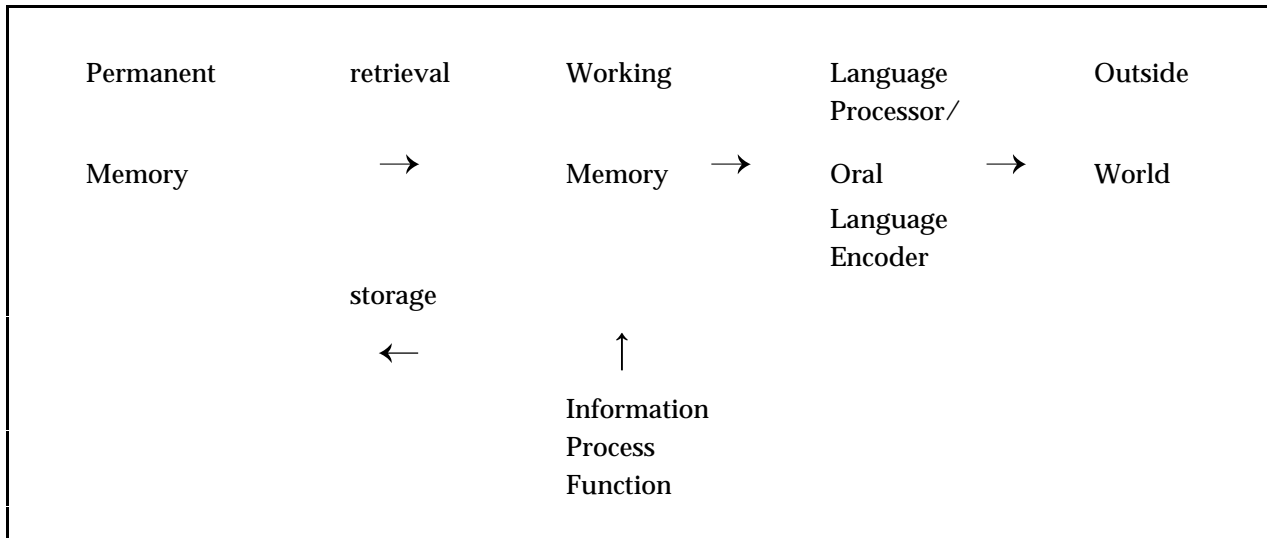 Permanent retrieval Working Language Outside
Processor/
Memory → Memory → Oral → World
Language
Encoder
storage
← ↑
Information
Process
Function